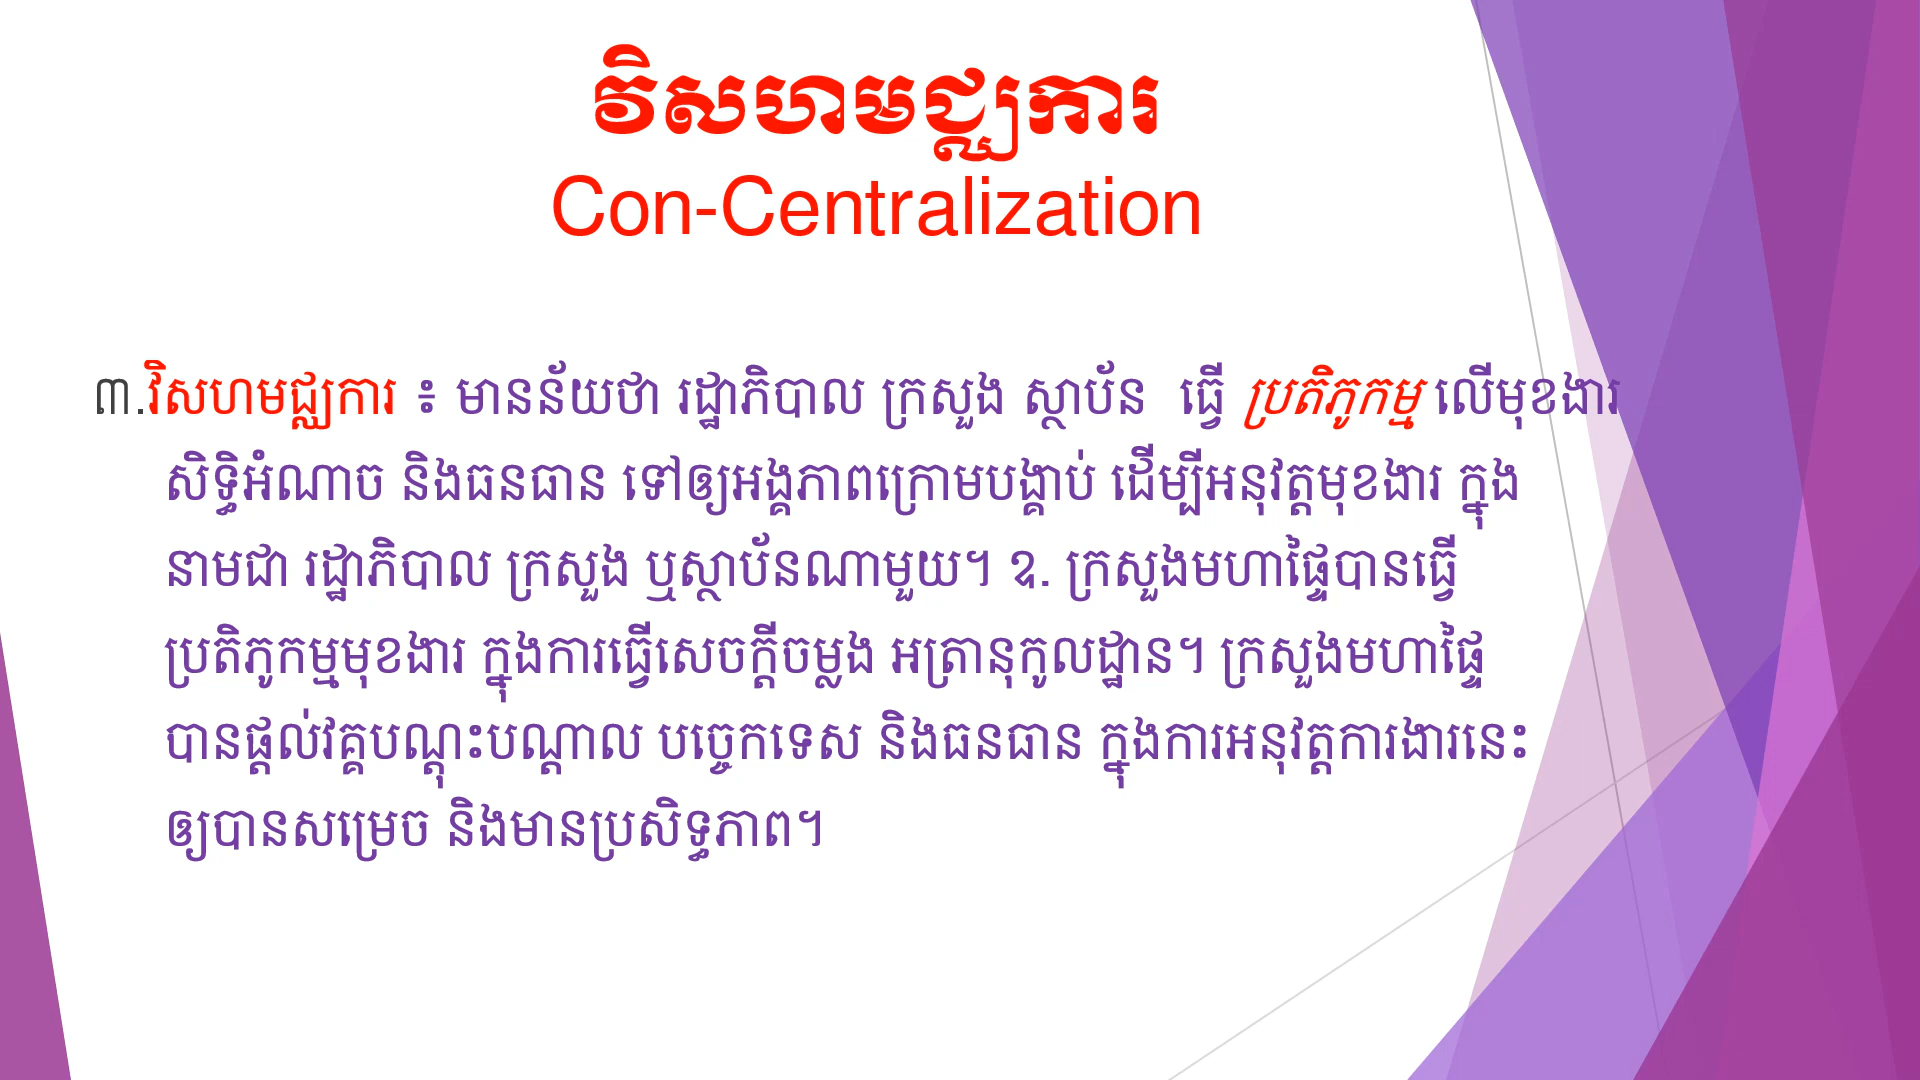 វិសហមជ្ឈការ
Con-Centralization
៣.វិសហមជ្ឈការ ៖ មានន័យថា រដ្ឋាភិបាល ក្រសួង ស្ថាប័ន ធ្វើ ប្រតិភូកម្ម លើមុខងារ
សិទ្ធិអំណាច និងធនធាន ទៅឲ្យអង្គភាពក្រោមបង្គាប់ ដើម្បីអនុវត្តមុខងារ ក្នុង
នាមជា រដ្ឋាភិបាល ក្រសួង ឬស្ថាប័នណាមួយ។ ឧ. ក្រសួងមហាផ្ទៃបានធ្វើ
ប្រតិភូកម្មមុខងារ ក្នុងការធ្វើសេចក្តីចម្លង អត្រានុកូលដ្ឋាន។ ក្រសួងមហាផ្ទៃ
បានផ្តល់វគ្គបណ្តុះបណ្តាល បច្ចេកទេស និងធនធាន ក្នុងការអនុវត្តការងារនេះ
ឲ្យបានសម្រេច និងមានប្រសិទ្ធភាព។